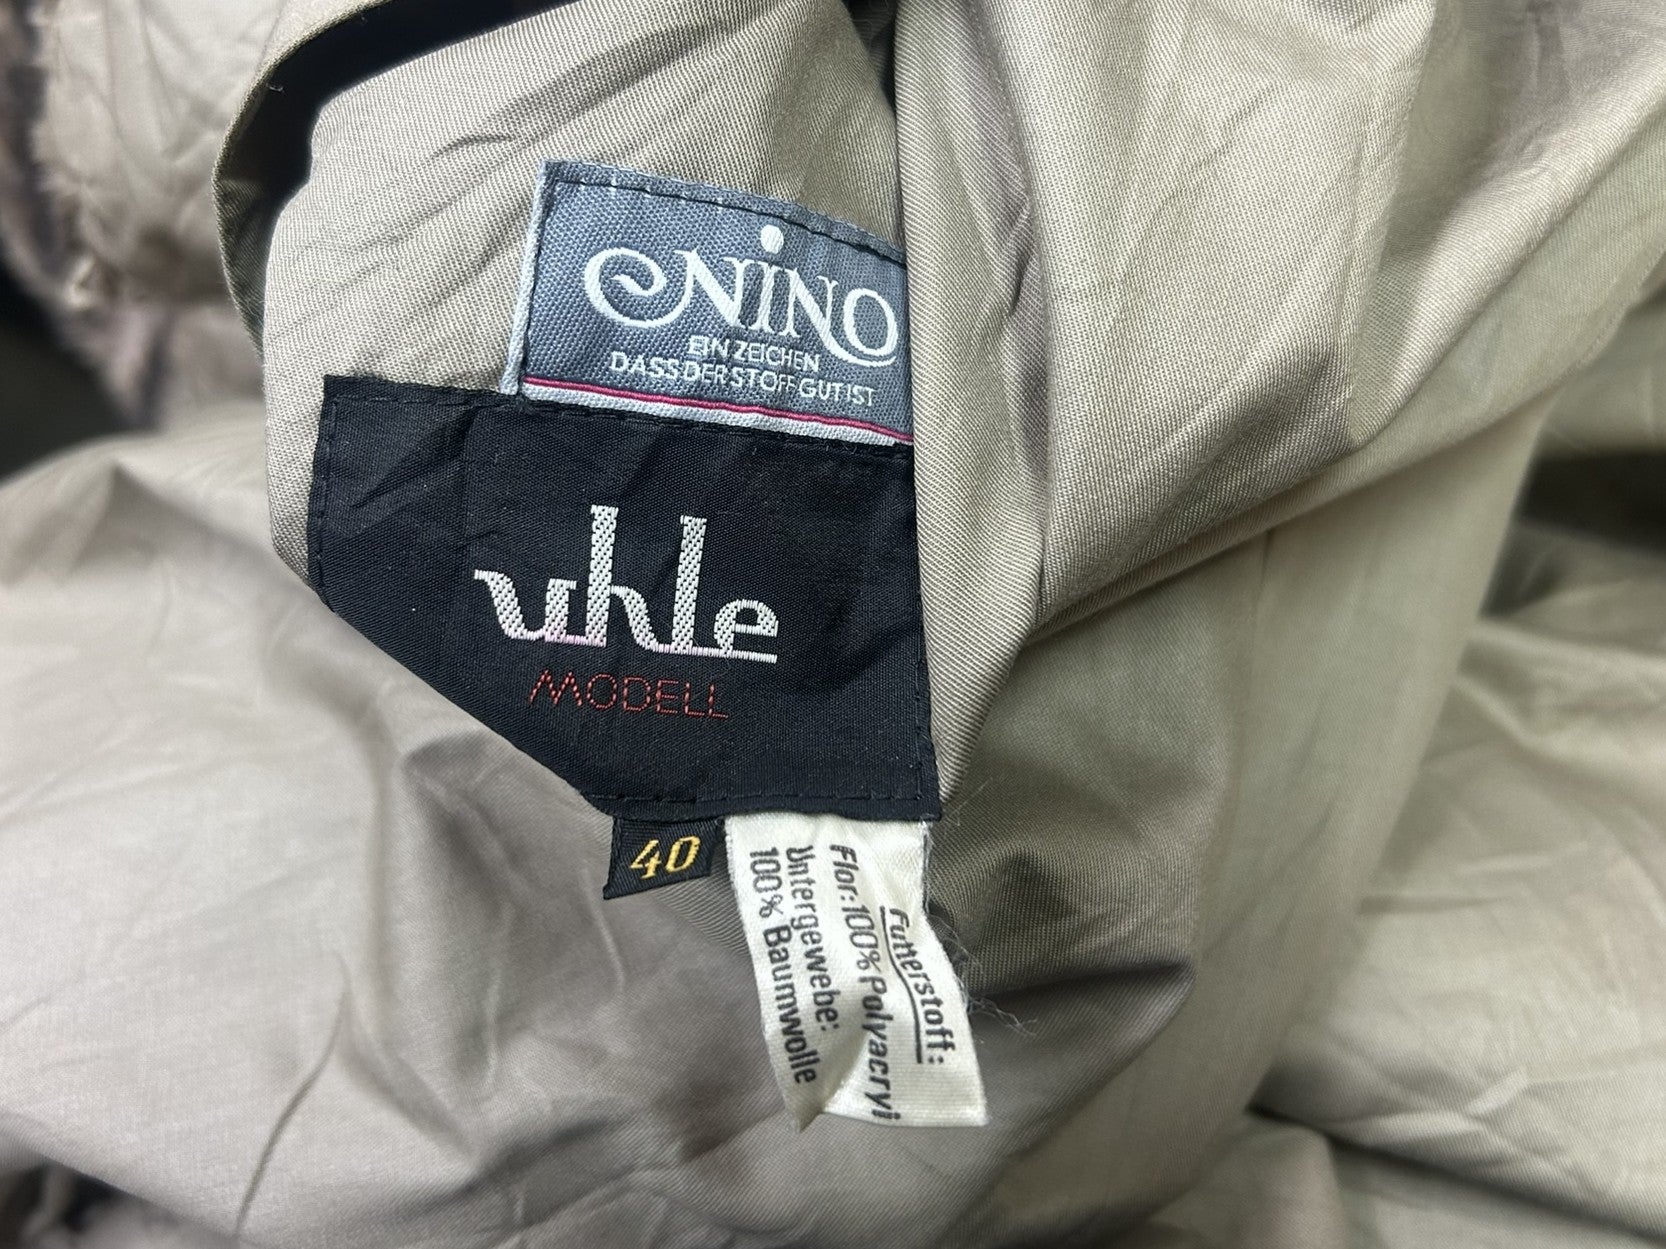 NINO
EIN ZEICHEN
DASS DER STOFF GUT IST
uhle
MODELL
40
Futterstoff:
Flor: 100% Polyacryl
Untergewebe:
100% Baumwolle